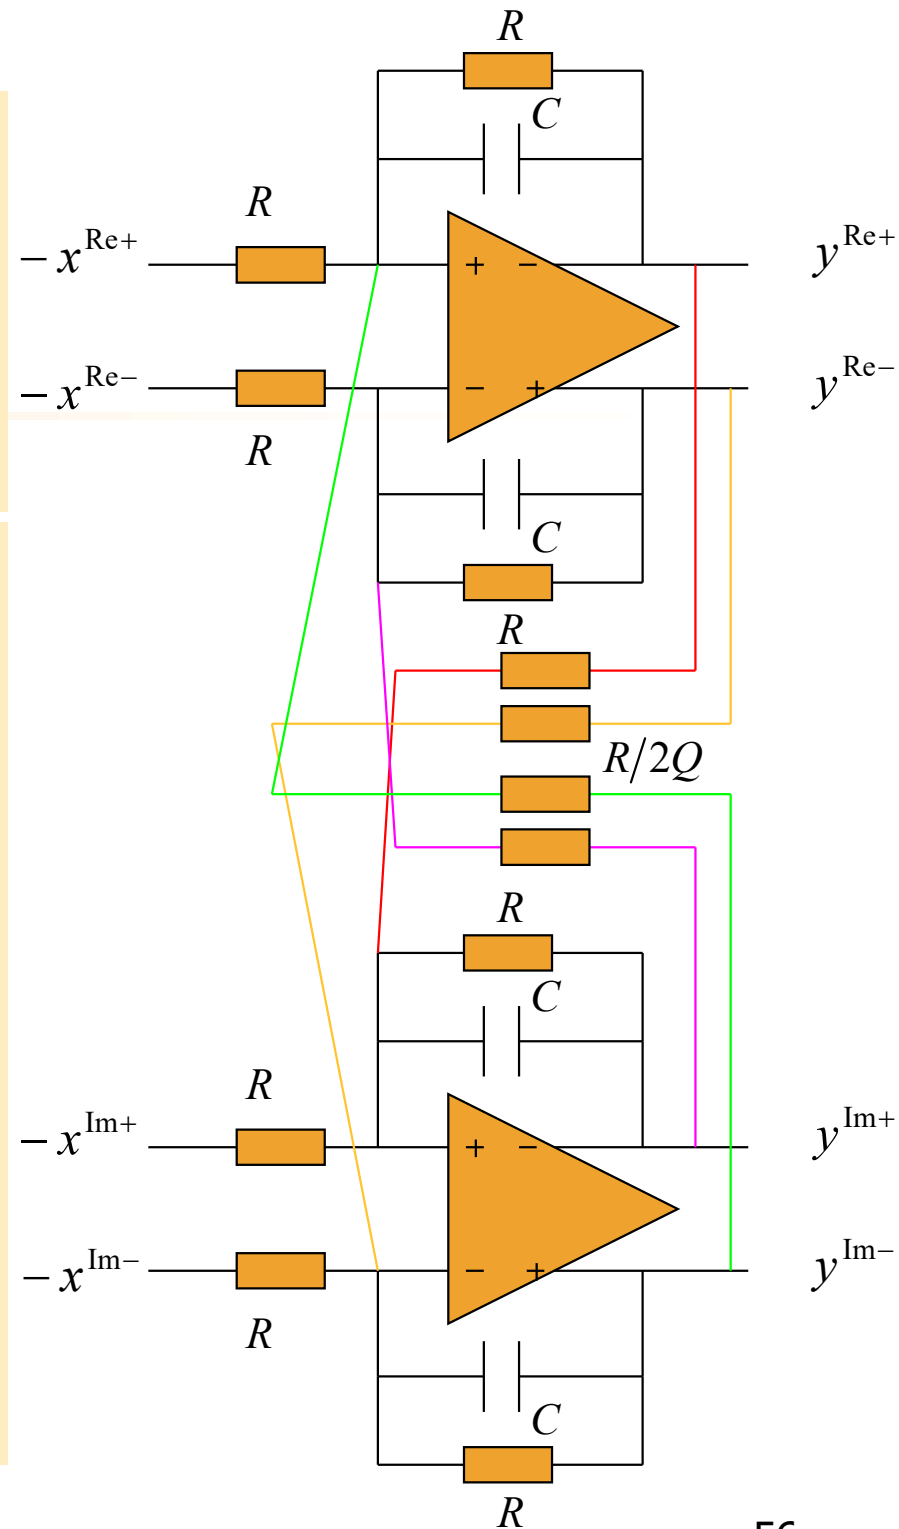 R
C
R
− x^Re+
+ −
y^Re+
− x^Re−
− +
y^Re−
R
C
R
R/2Q
R
C
R
− x^Im+
+ −
y^Im+
− x^Im−
− +
y^Im−
R
C
R